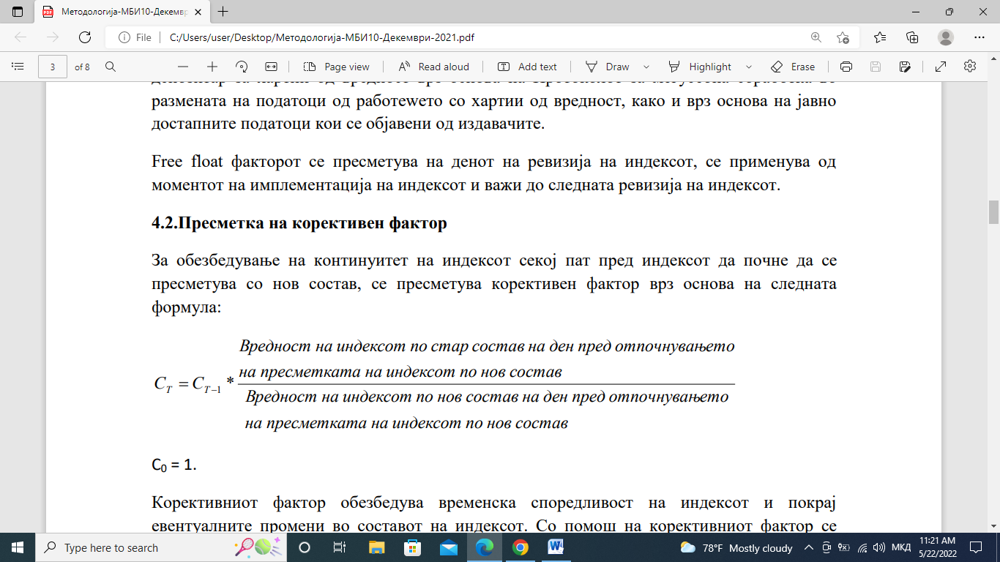 Методологија-МБИ10-Декемвр
File C:/Users/user/Desktop/Методологија-МБИ10-Декември-2021.pdf
3 of 8 Page view Read aloud Add text Draw Highlight Erase
размената на податоци од работеweто со хартии од вредност, како и врз основа на јавно
достапните податоци кои се објавени од издавачите.
Free float факторот се пресметува на денот на ревизија на индексот, се применува од
моментот на имплементација на индексот и важи до следната ревизија на индексот.
4.2.Пресметка на корективен фактор
За обезбедување на континуитет на индексот секој пат пред индексот да почне да се
пресметува со нов состав, се пресметува корективен фактор врз основа на следната
формула:
Вредност на индексот по стар состав на ден пред отпочнувањето
на пресметката на индексот по нов состав
C_T = C_{T-1} *
Вредност на индексот по нов состав на ден пред отпочнувањето
на пресметката на индексот по нов состав
C₀ = 1.
Корективниот фактор обезбедува временска споредливост на индексот и покрај
евентуалните промени во составот на индексот. Со помош на корективниот фактор се
Type here to search 78°F Mostly cloudy МКД 11:21 AM
5/22/2022